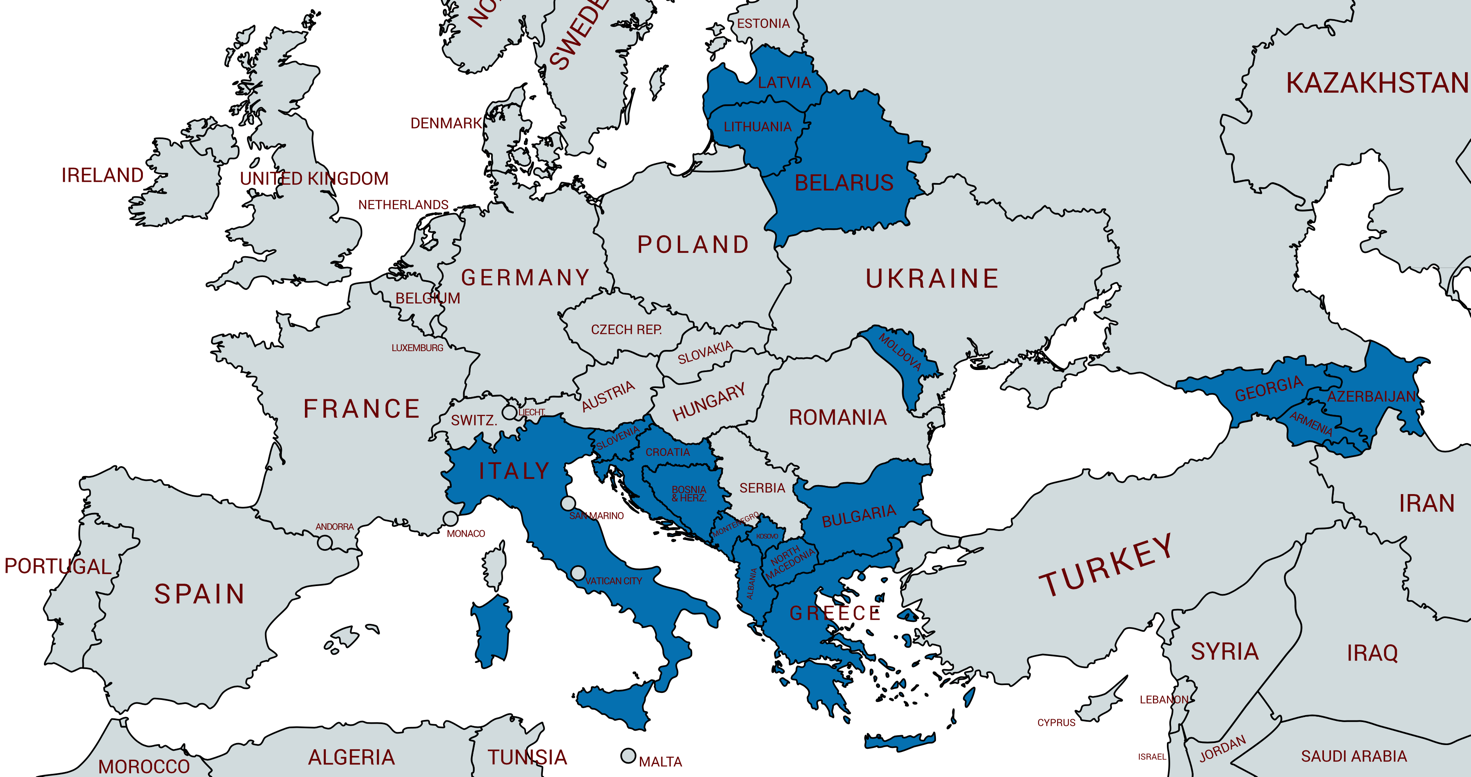 NO
SWEDE
ESTONIA
KAZAKHSTAN
LATVIA
DENMARK
LITHUANIA
IRELAND
UNITED KINGDOM
BELARUS
NETHERLANDS
POLAND
GERMANY
UKRAINE
BELGIUM
CZECH REP.
LUXEMBURG
SLOVAKIA
MOLDOVA
AUSTRIA
HUNGARY
GEORGIA
AZERBAIJAN
FRANCE
SWITZ.
LIECHT.
ROMANIA
ARMENIA
SLOVENIA
CROATIA
ITALY
BOSNIA
& HERZ.
SERBIA
IRAN
SAN MARINO
BULGARIA
ANDORRA
MONACO
MONTENEGRO
KOSOVO
NORTH
MACEDONIA
PORTUGAL
SPAIN
VATICAN CITY
ALBANIA
TURKEY
GREECE
SYRIA
IRAQ
LEBANON
CYPRUS
MOROCCO
ALGERIA
TUNISIA
MALTA
ISRAEL
JORDAN
SAUDI ARABIA